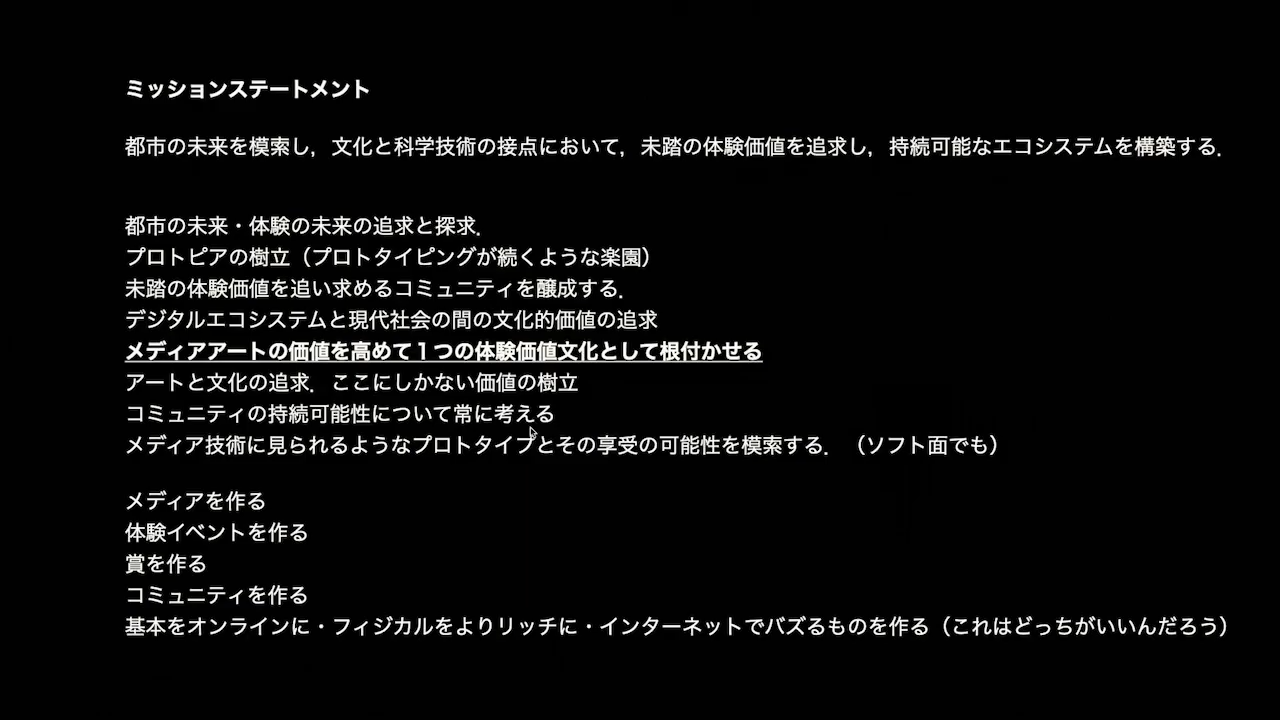 ミッションステートメント
都市の未来を模索し，文化と科学技術の接点において，未踏の体験価値を追求し，持続可能なエコシステムを構築する．
都市の未来・体験の未来の追求と探求．
プロトピアの樹立（プロトタイピングが続くような楽園）
未踏の体験価値を追い求めるコミュニティを醸成する．
デジタルエコシステムと現代社会の間の文化的価値の追求
メディアアートの価値を高めて１つの体験価値文化として根付かせる
アートと文化の追求．ここにしかない価値の樹立
コミュニティの持続可能性について常に考える
メディア技術に見られるようなプロトタイプとその享受の可能性を模索する．（ソフト面でも）
メディアを作る
体験イベントを作る
賞を作る
コミュニティを作る
基本をオンラインに・フィジカルをよりリッチに・インターネットでバズるものを作る（これはどっちがいいんだろう）